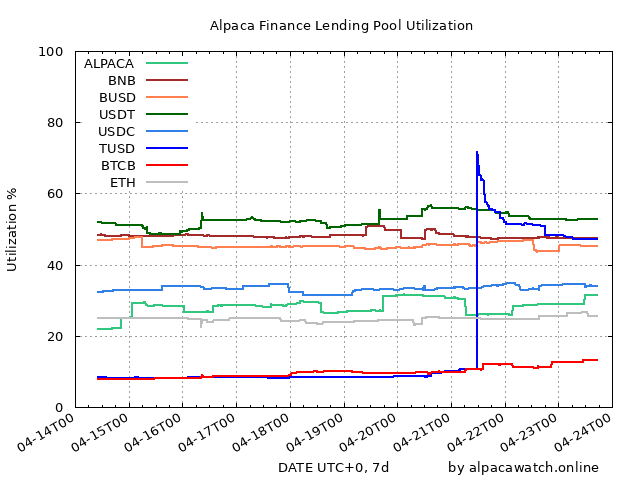 Alpaca Finance Lending Pool Utilization
100
80
60
40
20
0
Utilization %
ALPACA
BNB
BUSD
USDT
USDC
TUSD
BTCB
ETH
04-14T00
04-15T00
04-16T00
04-17T00
04-18T00
04-19T00
04-20T00
04-21T00
04-22T00
04-23T00
04-24T00
DATE UTC+0, 7d
by alpacawatch.online